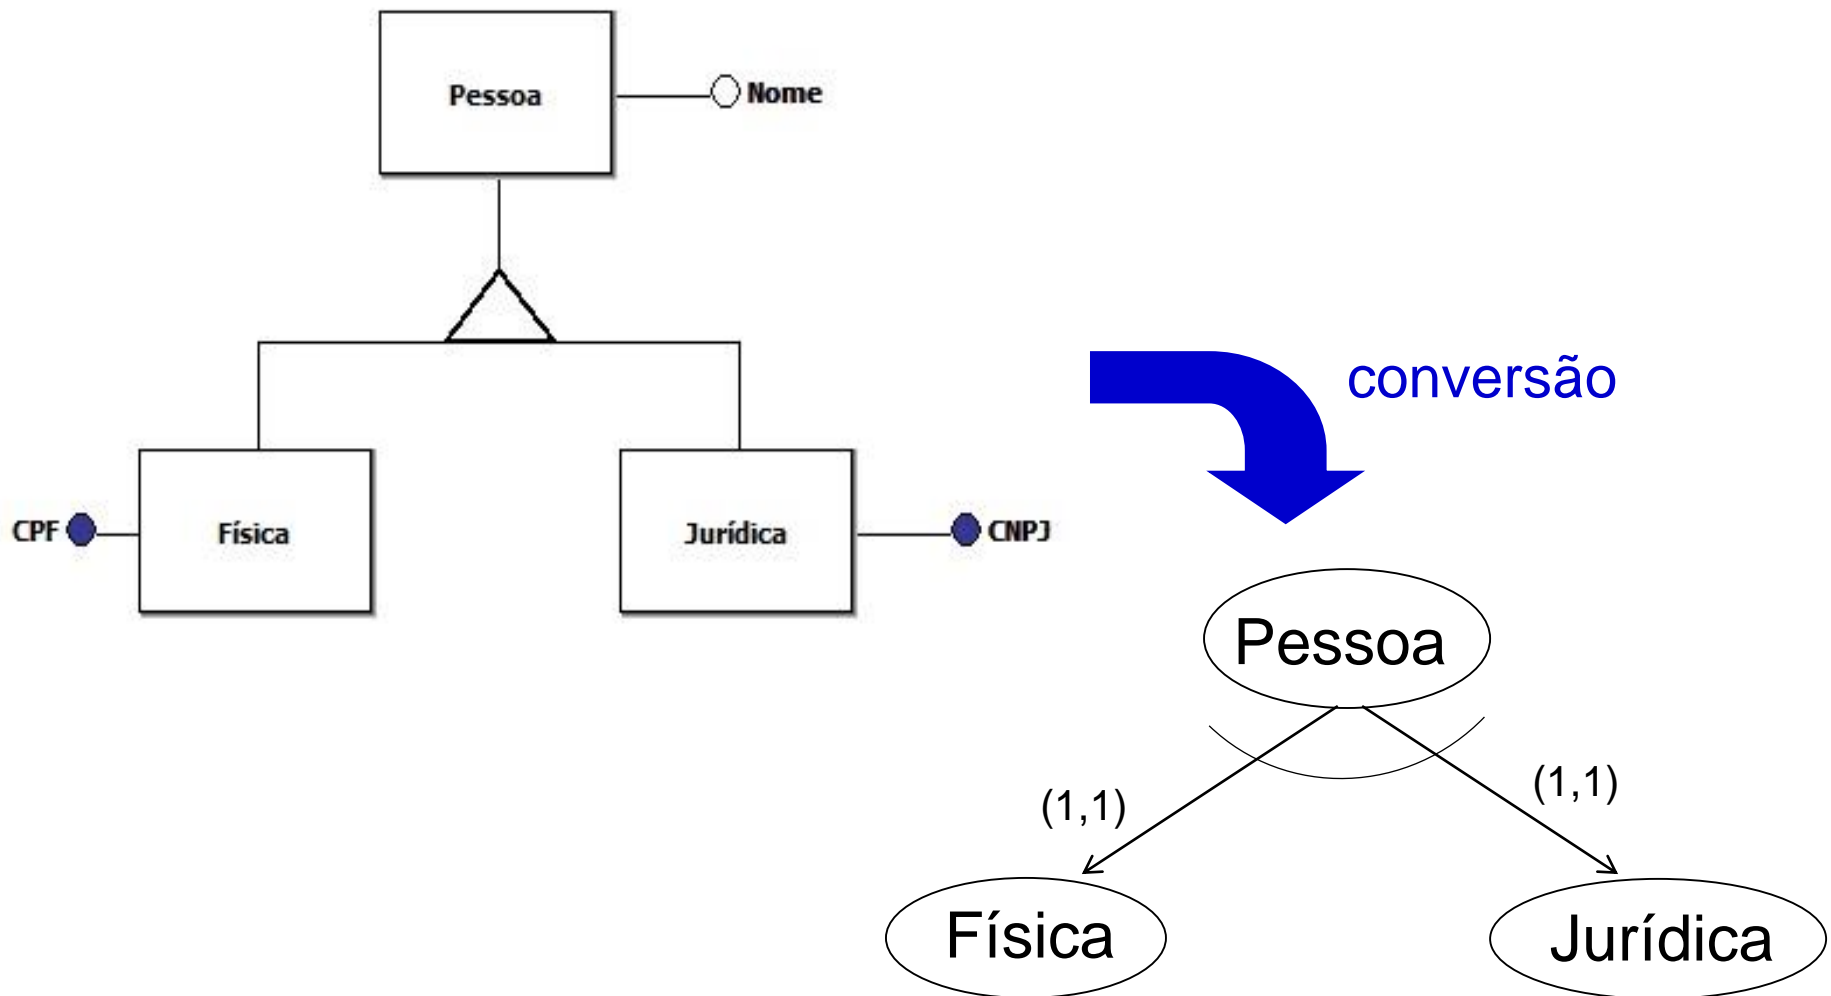 Pessoa
Nome
CPF
Física
Jurídica
CNPJ
conversão
Pessoa
(1,1)
(1,1)
Física
Jurídica